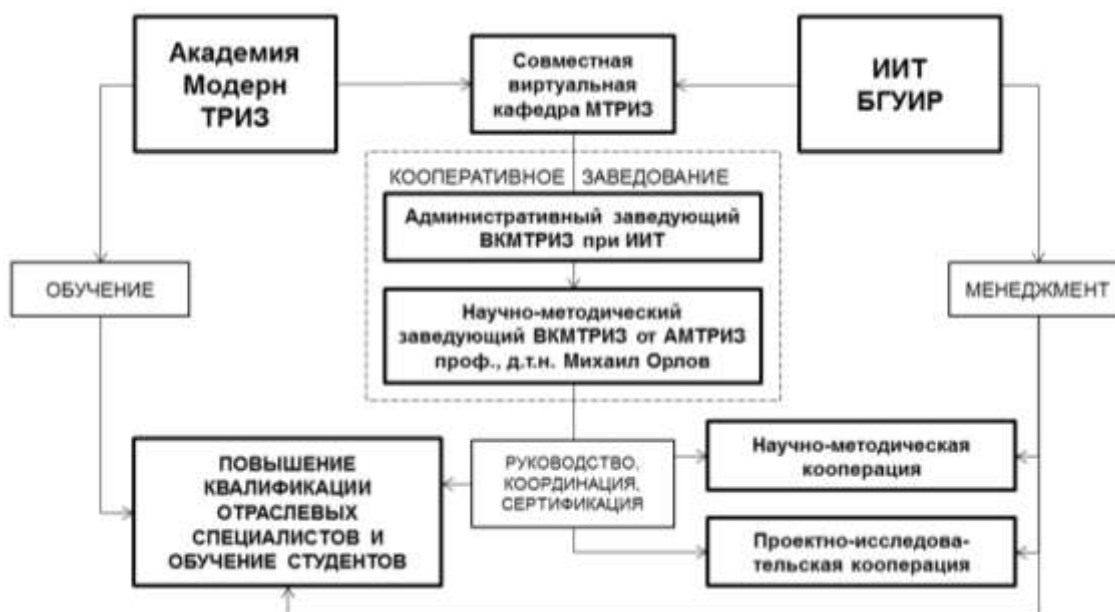 Академия
Модерн
ТРИЗ
Совместная
виртуальная
кафедра МТРИЗ
ИИТ
БГУИР
КООПЕРАТИВНОЕ ЗАВЕДОВАНИЕ
Административный заведующий
ВКМТРИЗ при ИИТ
ОБУЧЕНИЕ
МЕНЕДЖМЕНТ
Научно-методический
заведующий ВКМТРИЗ от АМТРИЗ
проф., д.т.н. Михаил Орлов
ПОВЫШЕНИЕ
КВАЛИФИКАЦИИ
ОТРАСЛЕВЫХ
СПЕЦИАЛИСТОВ И
ОБУЧЕНИЕ СТУДЕНТОВ
РУКОВОДСТВО,
КООРДИНАЦИЯ,
СЕРТИФИКАЦИЯ
Научно-методическая
кооперация
Проектно-исследова-
тельская кооперация